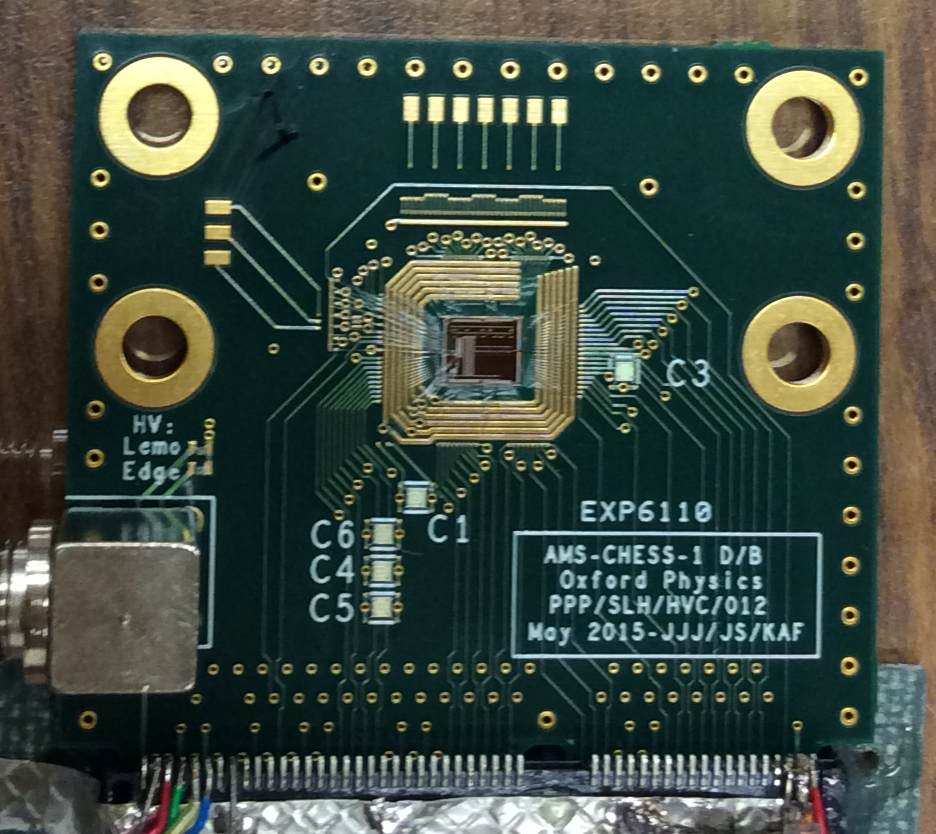 C3
HV:
Lemo
Edge
C1
C6
C4
C5
EXP6110
AMS-CHESS-1 D/B
Oxford Physics
PPP/SLH/HVC/012
May 2015-JJJ/JS/KAF